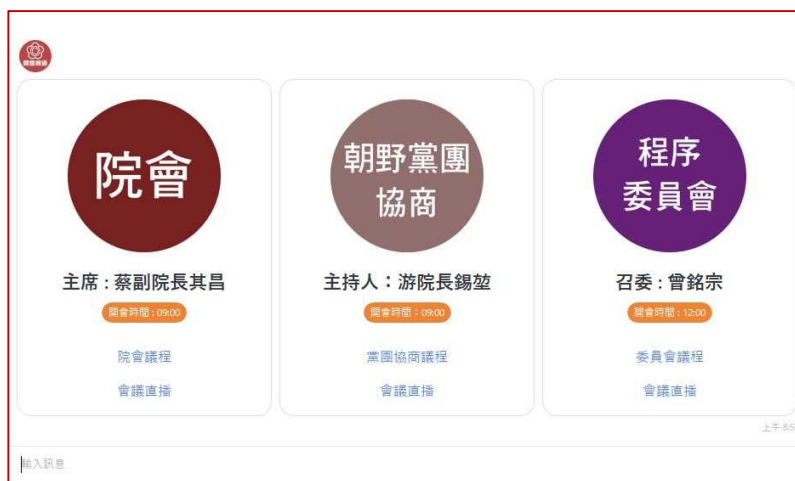 院會
主席 : 蔡副院長其昌
開會時間 : 09:00
院會議程
會議直播
朝野黨團
協商
主持人：游院長錫堃
開會時間：09:00
黨團協商議程
會議直播
程序
委員會
召委 : 曾銘宗
開會時間 : 12:00
委員會議程
會議直播
上午 8:5
輸入訊息